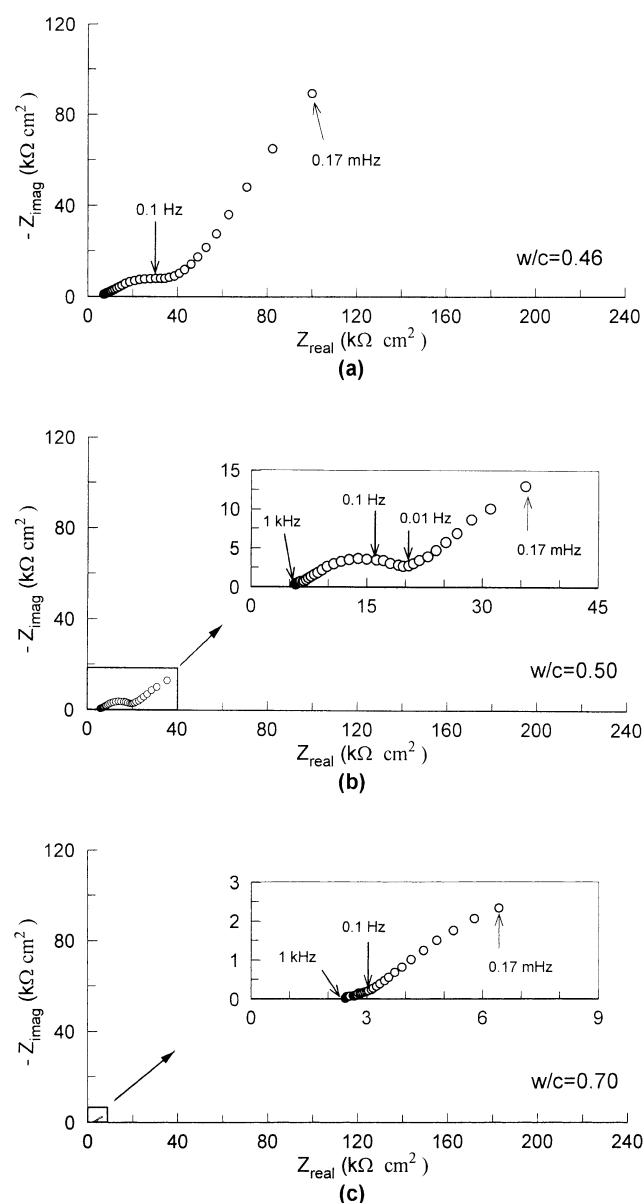 120
80
40
0
- Z_imag (kΩ cm²)
0.1 Hz
0.17 mHz
w/c=0.46
0 40 80 120 160 200 240
Z_real (kΩ cm²)
(a)
120
80
40
0
- Z_imag (kΩ cm²)
15
10
5
0
1 kHz
0.1 Hz
0.01 Hz
0.17 mHz
0 15 30 45
w/c=0.50
0 40 80 120 160 200 240
Z_real (kΩ cm²)
(b)
120
80
40
0
- Z_imag (kΩ cm²)
3
2
1
0
1 kHz
0.1 Hz
0.17 mHz
0 3 6 9
w/c=0.70
0 40 80 120 160 200 240
Z_real (kΩ cm²)
(c)